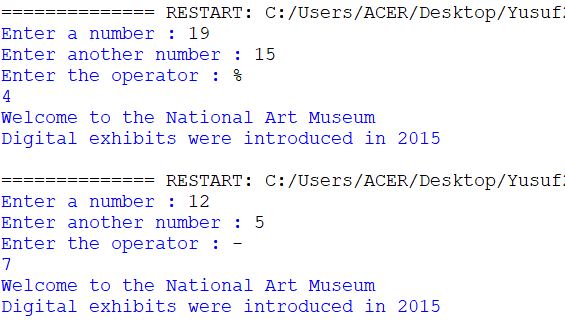 ============== RESTART: C:/Users/ACER/Desktop/Yusuf
Enter a number : 19
Enter another number : 15
Enter the operator : %
4
Welcome to the National Art Museum
Digital exhibits were introduced in 2015
============== RESTART: C:/Users/ACER/Desktop/Yusuf
Enter a number : 12
Enter another number : 5
Enter the operator : -
7
Welcome to the National Art Museum
Digital exhibits were introduced in 2015